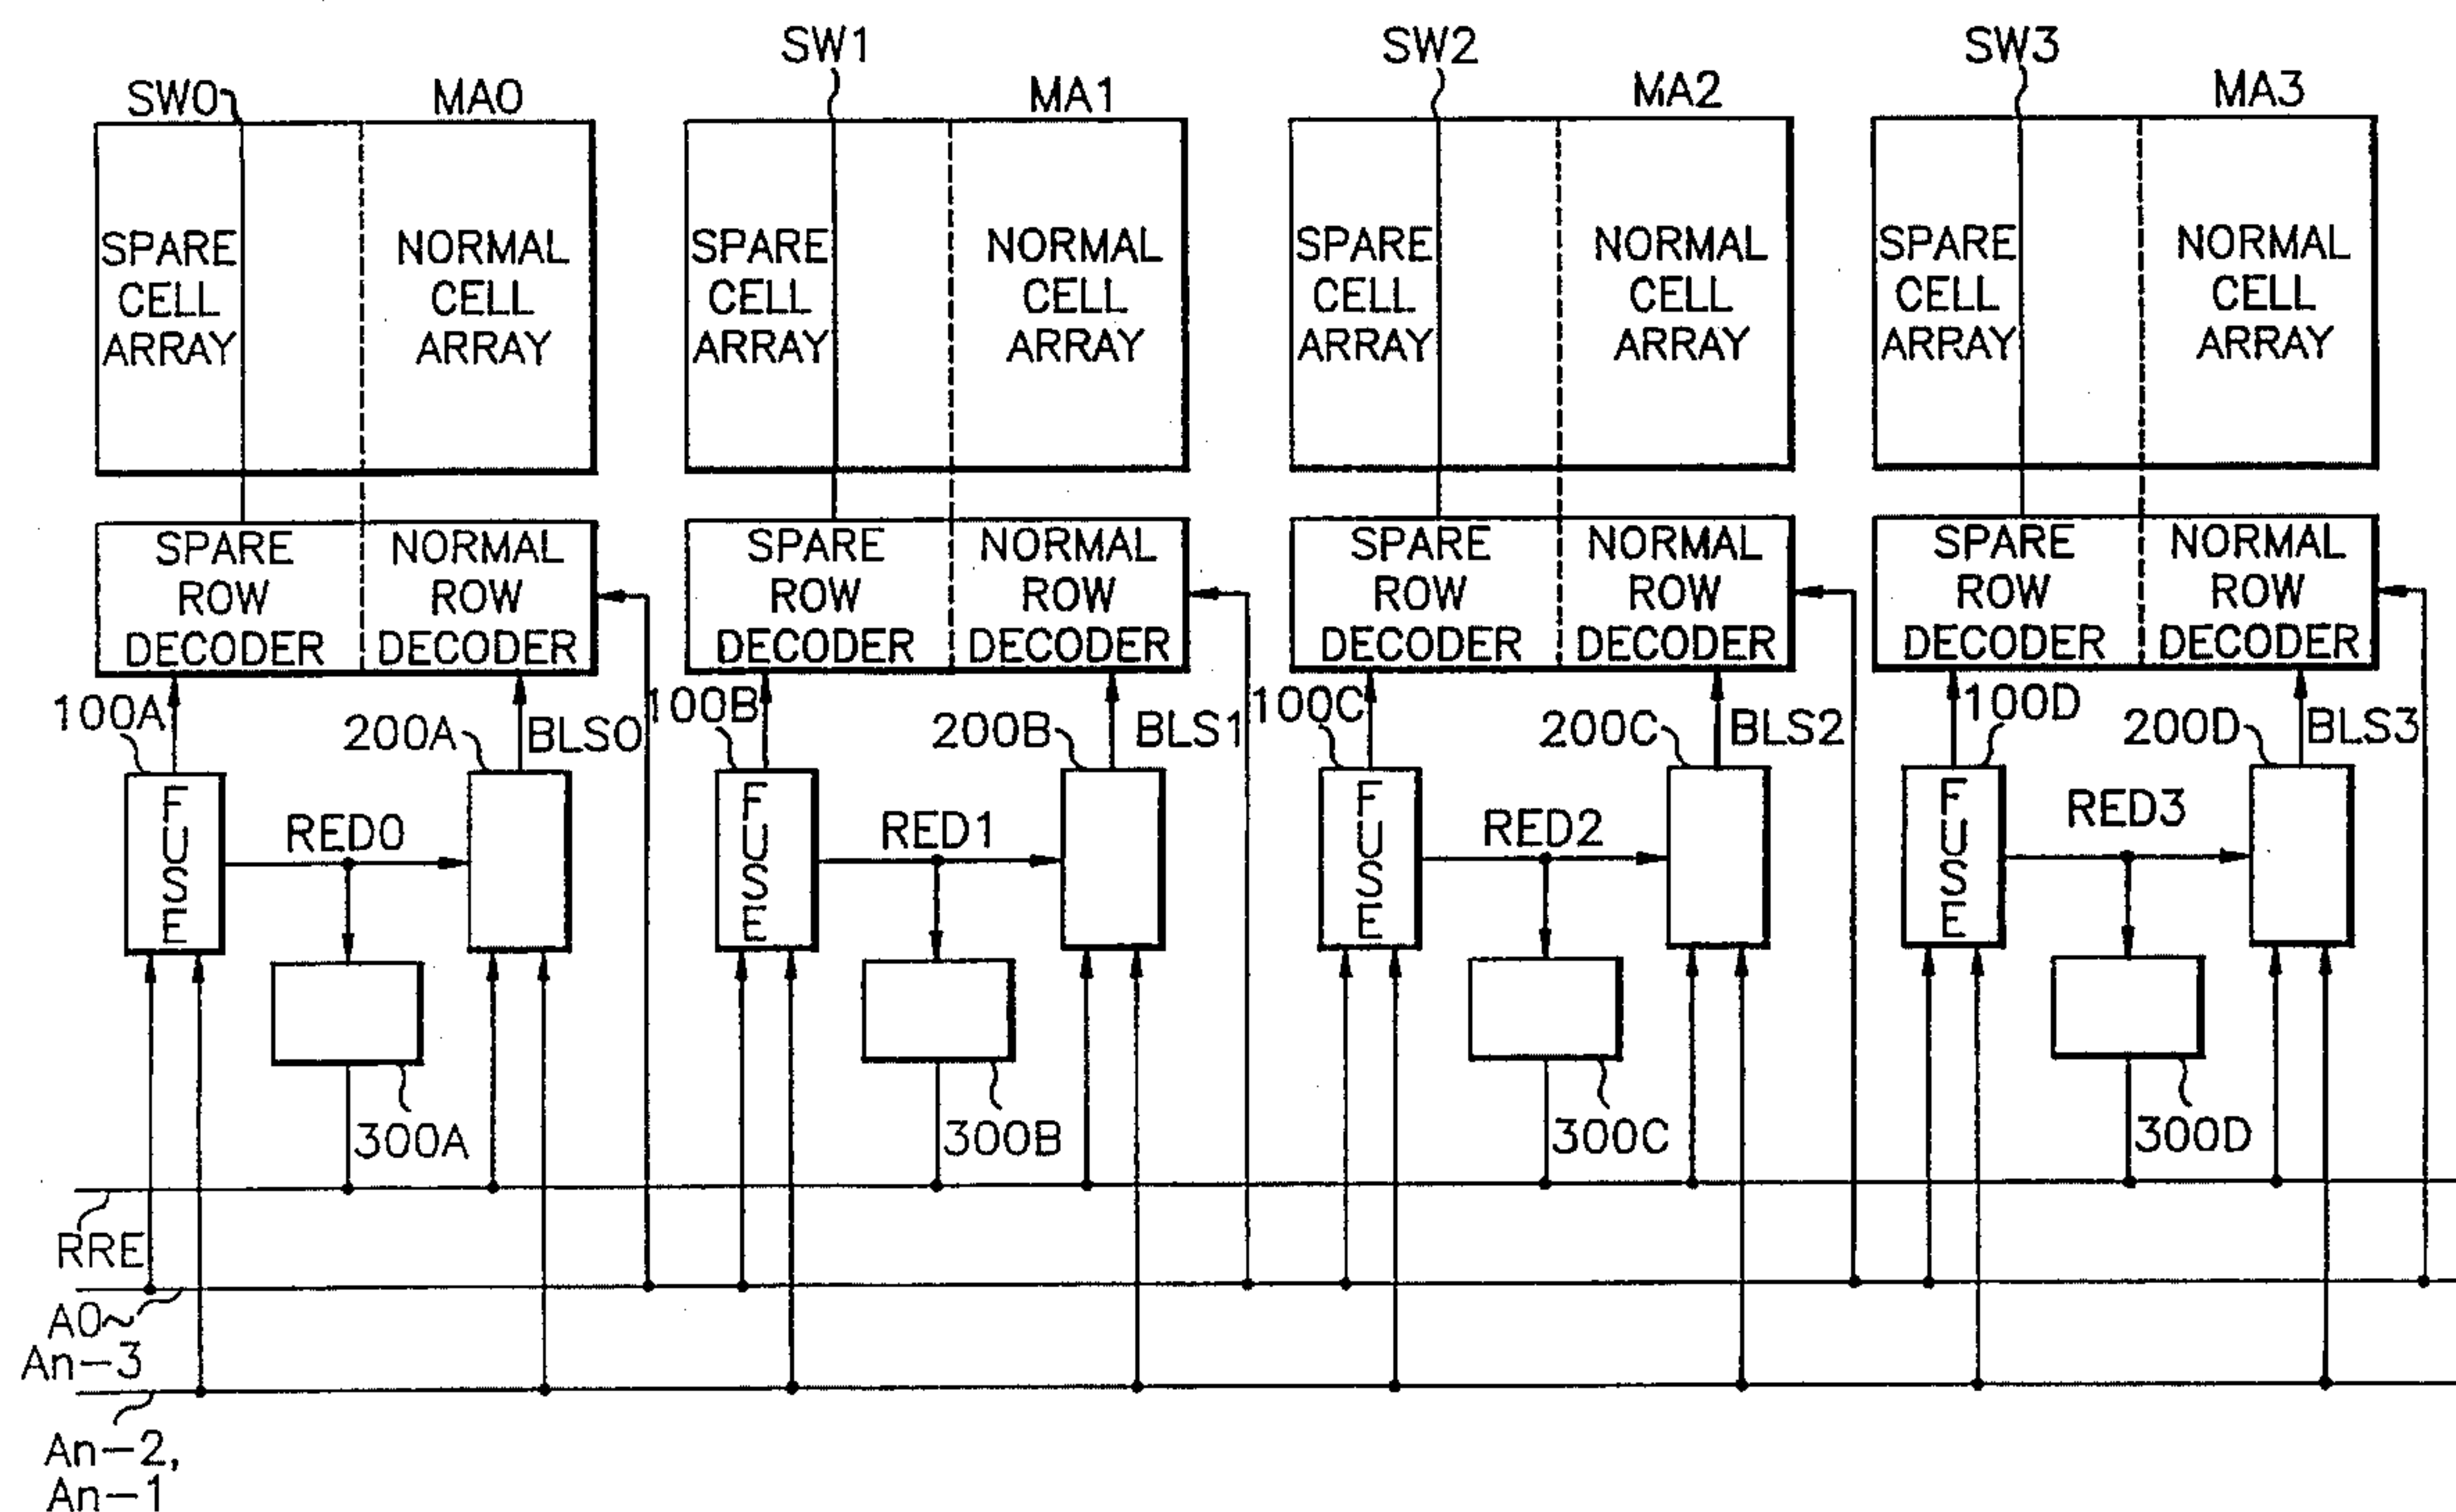 SW0
MA0
SW1
MA1
SW2
MA2
SW3
MA3
SPARE
CELL
ARRAY
NORMAL
CELL
ARRAY
SPARE
CELL
ARRAY
NORMAL
CELL
ARRAY
SPARE
CELL
ARRAY
NORMAL
CELL
ARRAY
SPARE
CELL
ARRAY
NORMAL
CELL
ARRAY
SPARE
ROW
DECODER
NORMAL
ROW
DECODER
SPARE
ROW
DECODER
NORMAL
ROW
DECODER
SPARE
ROW
DECODER
NORMAL
ROW
DECODER
SPARE
ROW
DECODER
NORMAL
ROW
DECODER
100A
200A
BLS0
100B
200B
BLS1
100C
200C
BLS2
100D
200D
BLS3
FUSE
RED0
FUSE
RED1
FUSE
RED2
FUSE
RED3
300A
300B
300C
300D
RRE
A0~
An-3
An-2,
An-1